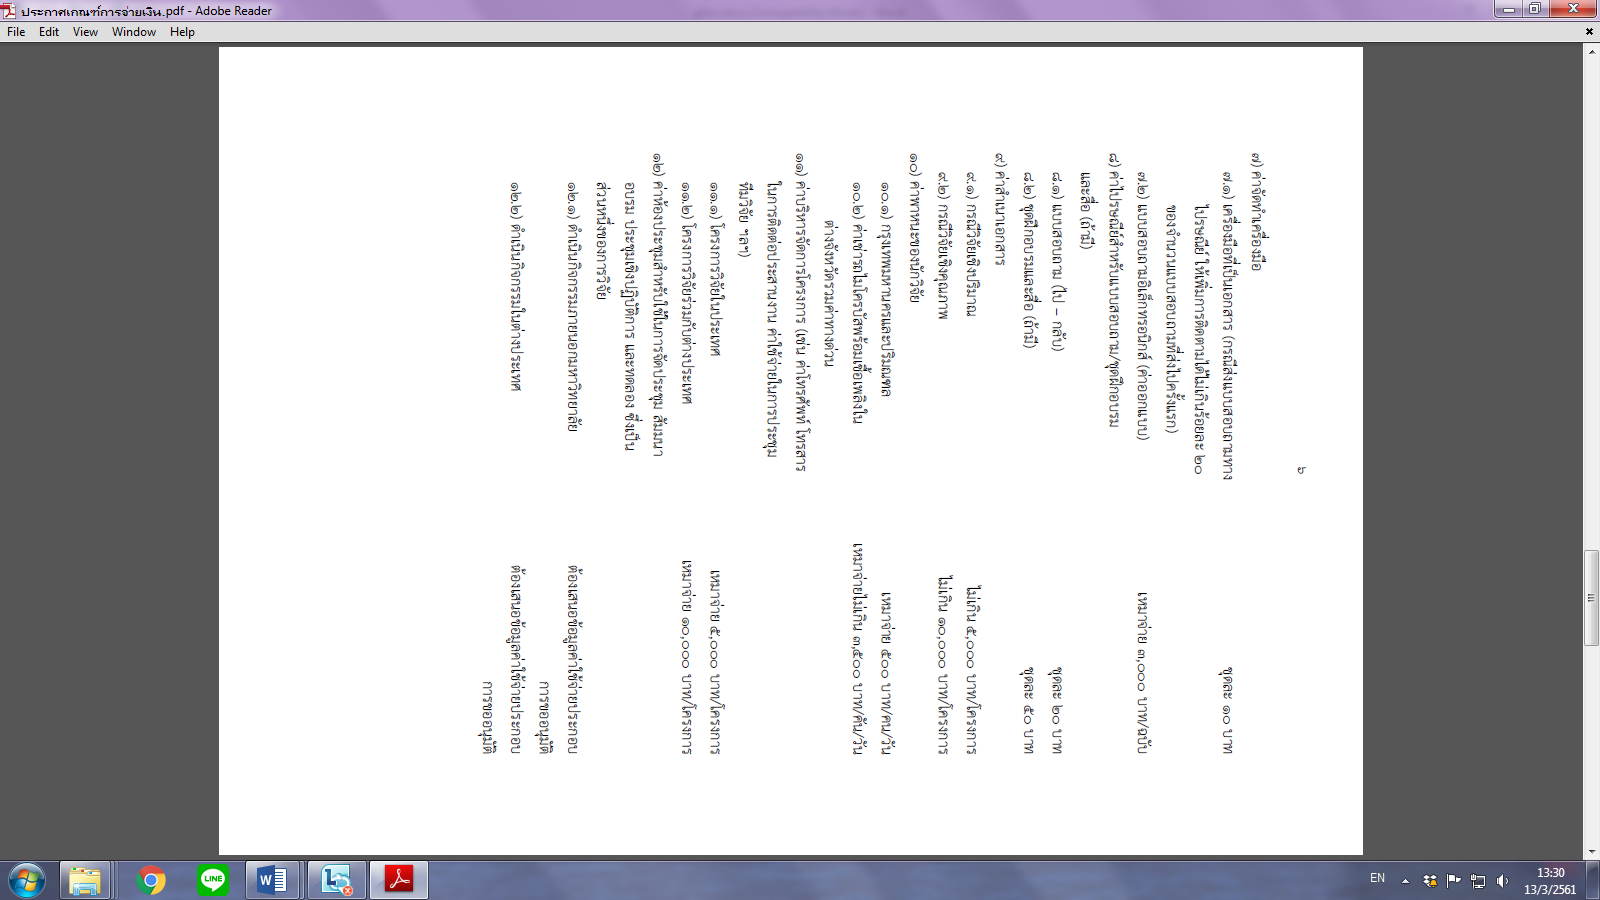 ประกาศเกณฑ์การจ่ายเงิน.pdf - Adobe Reader
File Edit View Window Help
๖
๗) ค่าจัดทำเครื่องมือ
๗.๑) เครื่องมือที่เป็นเอกสาร (กรณีส่งแบบสอบถามทาง ชุดละ ๑๐ บาท
ไปรษณีย์ ให้เพิ่มการติดตามได้ไม่เกินร้อยละ ๒๐
ของจำนวนแบบสอบถามที่ส่งไปครั้งแรก)
๗.๒) แบบสอบถามอิเล็กทรอนิกส์ (ค่าออกแบบ) เหมาจ่าย ๓,๐๐๐ บาท/ฉบับ
๘) ค่าไปรษณีย์สำหรับแบบสอบถาม/ชุดฝึกอบรม
และสื่อ (ถ้ามี)
๘.๑) แบบสอบถาม (ไป – กลับ) ชุดละ ๒๐ บาท
๘.๒) ชุดฝึกอบรมและสื่อ (ถ้ามี) ชุดละ ๕๐ บาท
๙) ค่าสำเนาเอกสาร
๙.๑) กรณีวิจัยเชิงปริมาณ ไม่เกิน ๕,๐๐๐ บาท/โครงการ
๙.๒) กรณีวิจัยเชิงคุณภาพ ไม่เกิน ๑๐,๐๐๐ บาท/โครงการ
๑๐) ค่าพาหนะของนักวิจัย
๑๐.๑) กรุงเทพมหานครและปริมณฑล เหมาจ่าย ๕๐๐ บาท/คน/วัน
๑๐.๒) ค่าเช่ารถไมโครบัสพร้อมเชื้อเพลิงใน เหมาจ่ายไม่เกิน ๓,๕๐๐ บาท/คัน/วัน
ต่างจังหวัดรวมค่าทางด่วน
๑๑) ค่าบริหารจัดการโครงการ (เช่น ค่าโทรศัพท์ โทรสาร
ในการติดต่อประสานงาน ค่าใช้จ่ายในการประชุม
ทีมวิจัย ฯลฯ)
๑๑.๑) โครงการวิจัยในประเทศ เหมาจ่าย ๕,๐๐๐ บาท/โครงการ
๑๑.๒) โครงการวิจัยร่วมกับต่างประเทศ เหมาจ่าย ๑๐,๐๐๐ บาท/โครงการ
๑๒) ค่าห้องประชุมสำหรับใช้ในการจัดประชุม สัมมนา
อบรม ประชุมเชิงปฏิบัติการ และทดลอง ซึ่งเป็น
ส่วนหนึ่งของการวิจัย
๑๒.๑) ดำเนินกิจกรรมภายนอกมหาวิทยาลัย ต้องเสนอข้อมูลค่าใช้จ่ายประกอบ
การขออนุมัติ
๑๒.๒) ดำเนินกิจกรรมในต่างประเทศ ต้องเสนอข้อมูลค่าใช้จ่ายประกอบ
การขออนุมัติ
LINE
EN
13:30
13/3/2561